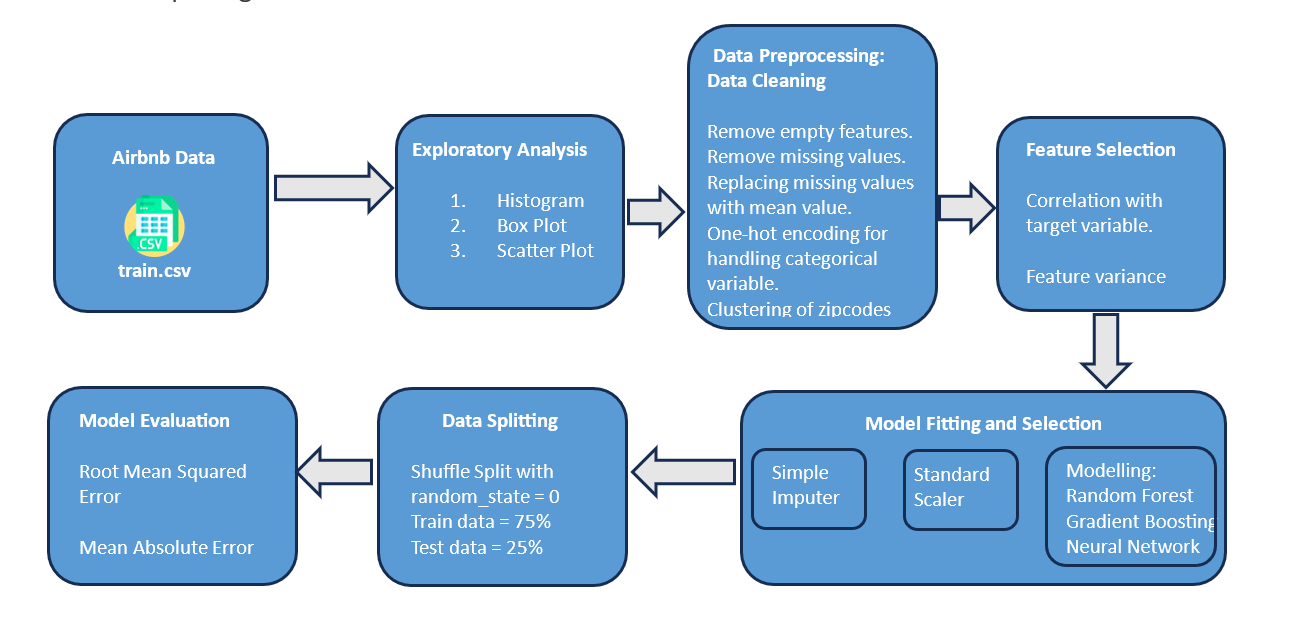 Airbnb Data
.CSV
train.csv
Exploratory Analysis
1. Histogram
2. Box Plot
3. Scatter Plot
Data Preprocessing:
Data Cleaning
Remove empty features.
Remove missing values.
Replacing missing values
with mean value.
One-hot encoding for
handling categorical
variable.
Clustering of zipcodes
Feature Selection
Correlation with
target variable.
Feature variance
Model Fitting and Selection
Simple
Imputer
Standard
Scaler
Modelling:
Random Forest
Gradient Boosting
Neural Network
Data Splitting
Shuffle Split with
random_state = 0
Train data = 75%
Test data = 25%
Model Evaluation
Root Mean Squared
Error
Mean Absolute Error